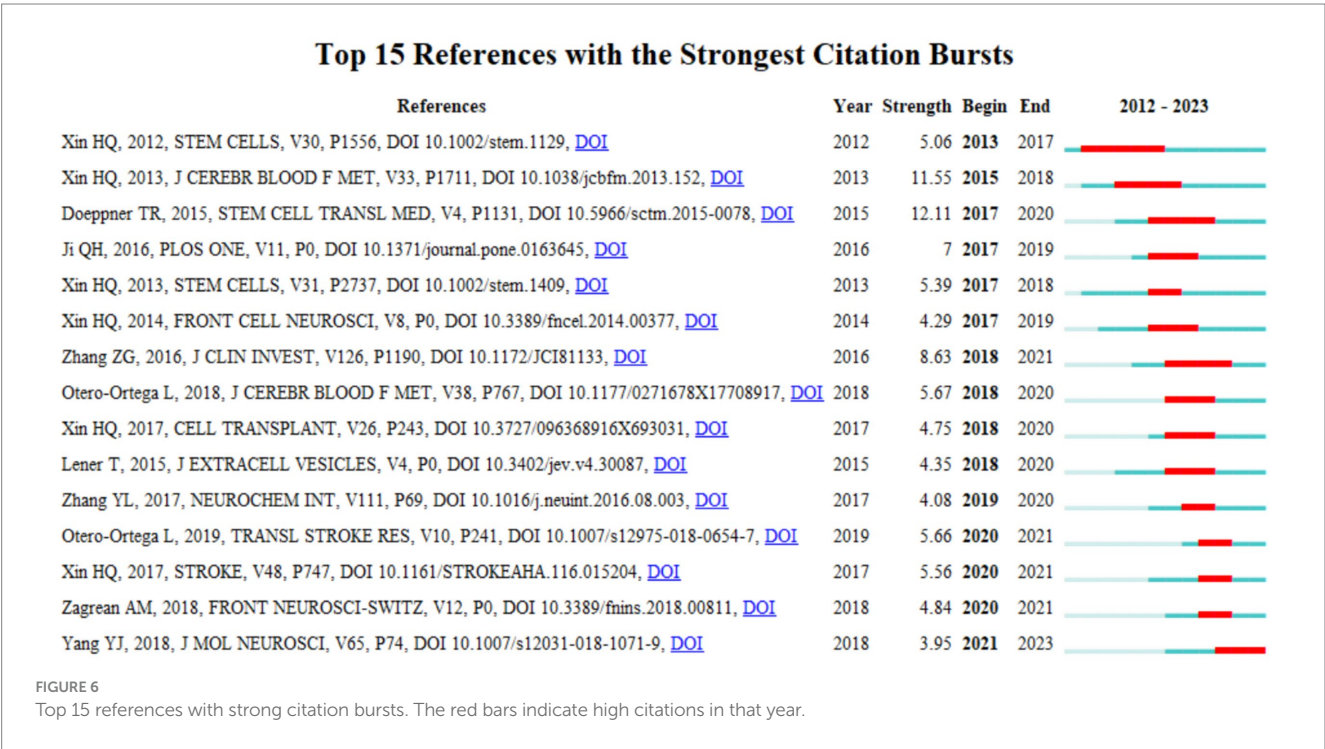 Top 15 References with the Strongest Citation Bursts
References Year Strength Begin End 2012 - 2023
Xin HQ, 2012, STEM CELLS, V30, P1556, DOI 10.1002/stem.1129, DOI 2012 5.06 2013 2017
Xin HQ, 2013, J CEREBR BLOOD F MET, V33, P1711, DOI 10.1038/jcbfm.2013.152, DOI 2013 11.55 2015 2018
Doeppner TR, 2015, STEM CELL TRANSL MED, V4, P1131, DOI 10.5966/sctm.2015-0078, DOI 2015 12.11 2017 2020
Ji QH, 2016, PLOS ONE, V11, P0, DOI 10.1371/journal.pone.0163645, DOI 2016 7 2017 2019
Xin HQ, 2013, STEM CELLS, V31, P2737, DOI 10.1002/stem.1409, DOI 2013 5.39 2017 2018
Xin HQ, 2014, FRONT CELL NEUROSCI, V8, P0, DOI 10.3389/fncel.2014.00377, DOI 2014 4.29 2017 2019
Zhang ZG, 2016, J CLIN INVEST, V126, P1190, DOI 10.1172/JCI81133, DOI 2016 8.63 2018 2021
Otero-Ortega L, 2018, J CEREBR BLOOD F MET, V38, P767, DOI 10.1177/0271678X17708917, DOI 2018 5.67 2018 2020
Xin HQ, 2017, CELL TRANSPLANT, V26, P243, DOI 10.3727/096368916X693031, DOI 2017 4.75 2018 2020
Lener T, 2015, J EXTRACELL VESICLES, V4, P0, DOI 10.3402/jev.v4.30087, DOI 2015 4.35 2018 2020
Zhang YL, 2017, NEUROCHEM INT, V111, P69, DOI 10.1016/j.neuint.2016.08.003, DOI 2017 4.08 2019 2020
Otero-Ortega L, 2019, TRANSL STROKE RES, V10, P241, DOI 10.1007/s12975-018-0654-7, DOI 2019 5.66 2020 2021
Xin HQ, 2017, STROKE, V48, P747, DOI 10.1161/STROKEAHA.116.015204, DOI 2017 5.56 2020 2021
Zagrean AM, 2018, FRONT NEUROSCI-SWITZ, V12, P0, DOI 10.3389/fnins.2018.00811, DOI 2018 4.84 2020 2021
Yang YJ, 2018, J MOL NEUROSCI, V65, P74, DOI 10.1007/s12031-018-1071-9, DOI 2018 3.95 2021 2023
FIGURE 6
Top 15 references with strong citation bursts. The red bars indicate high citations in that year.